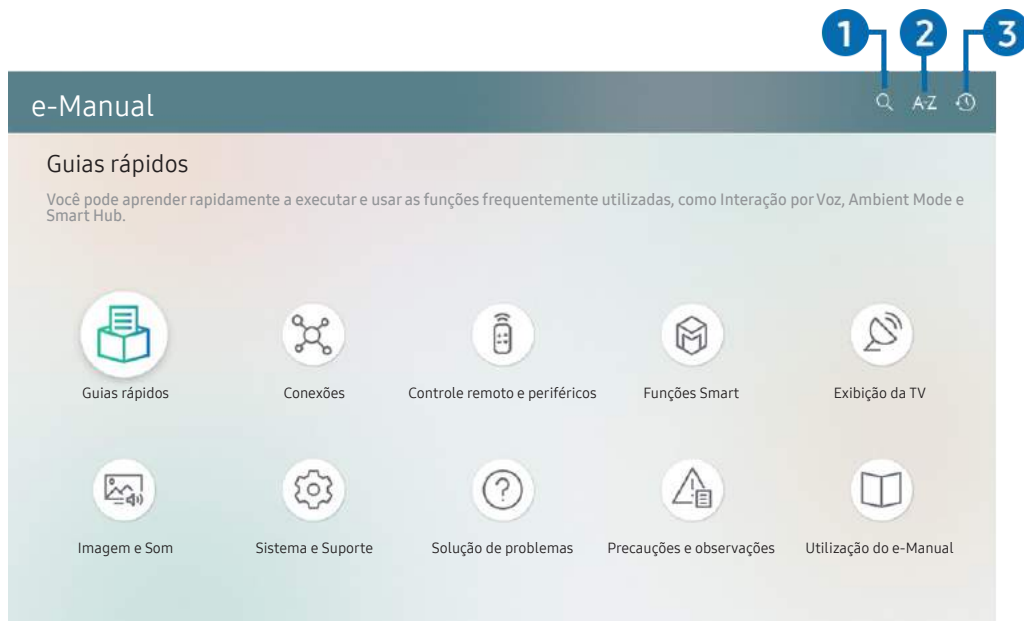 1 2 3
e-Manual A-Z
Guias rápidos
Você pode aprender rapidamente a executar e usar as funções frequentemente utilizadas, como Interação por Voz, Ambient Mode e
Smart Hub.
Guias rápidos Conexões Controle remoto e periféricos Funções Smart Exibição da TV
Imagem e Som Sistema e Suporte Solução de problemas Precauções e observações Utilização do e-Manual